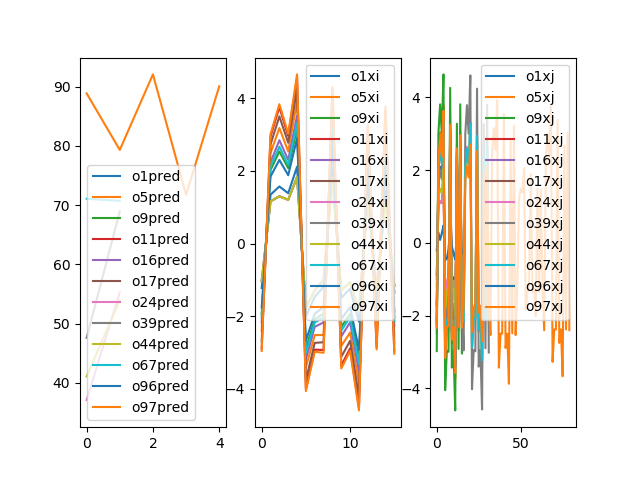 90
80
70
60
50
40
0
2
4
o1pred
o5pred
o9pred
o11pred
o16pred
o17pred
o24pred
o39pred
o44pred
o67pred
o96pred
o97pred
4
2
0
−2
−4
0
10
o1xi
o5xi
o9xi
o11xi
o16xi
o17xi
o24xi
o39xi
o44xi
o67xi
o96xi
o97xi
4
2
0
−2
−4
0
50
o1xj
o5xj
o9xj
o11xj
o16xj
o17xj
o24xj
o39xj
o44xj
o67xj
o96xj
o97xj